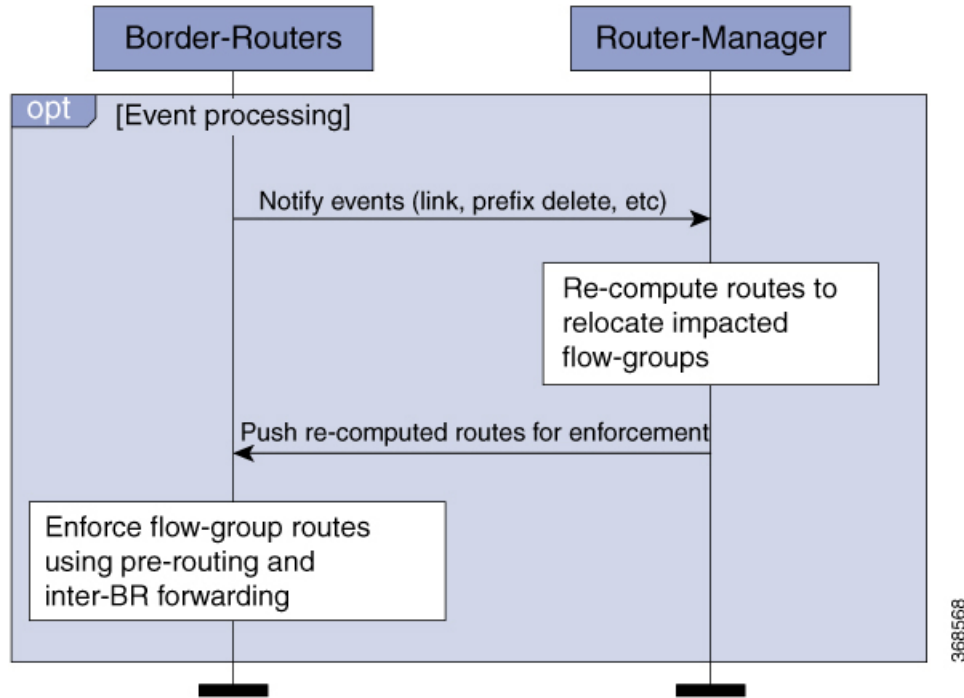 Border-Routers
Router-Manager
opt
[Event processing]
Notify events (link, prefix delete, etc)
Re-compute routes to
relocate impacted
flow-groups
Push re-computed routes for enforcement
Enforce flow-group routes
using pre-routing and
inter-BR forwarding
368568